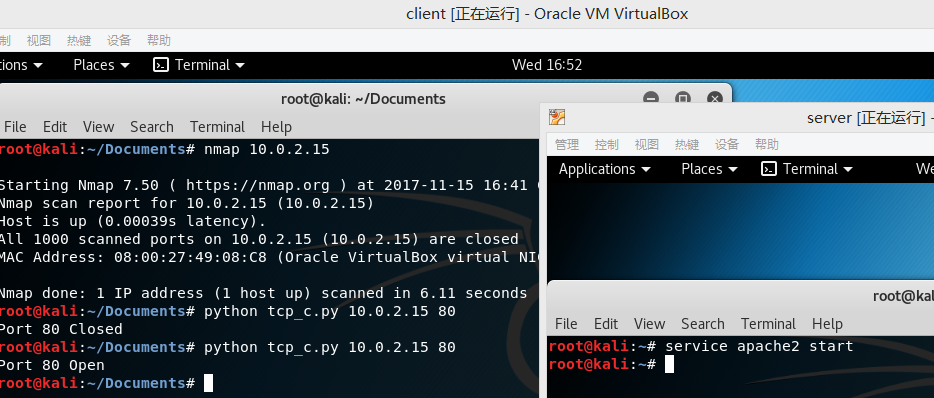 client [正在运行] - Oracle VM VirtualBox
制 视图 热键 设备 帮助
ions Places Terminal Wed 16:52
root@kali: ~/Documents
File Edit View Search Terminal Help
root@kali:~/Documents# nmap 10.0.2.15
Starting Nmap 7.50 ( https://nmap.org ) at 2017-11-15 16:41
Nmap scan report for 10.0.2.15 (10.0.2.15)
Host is up (0.00039s latency).
All 1000 scanned ports on 10.0.2.15 (10.0.2.15) are closed
MAC Address: 08:00:27:49:08:C8 (Oracle VirtualBox virtual NI
Nmap done: 1 IP address (1 host up) scanned in 6.11 seconds
root@kali:~/Documents# python tcp_c.py 10.0.2.15 80
Port 80 Closed
root@kali:~/Documents# python tcp_c.py 10.0.2.15 80
Port 80 Open
root@kali:~/Documents#
server [正在运行] -
管理 控制 视图 热键 设备 帮助
Applications Places Terminal We
root@kal
File Edit View Search Terminal Help
root@kali:~# service apache2 start
root@kali:~#